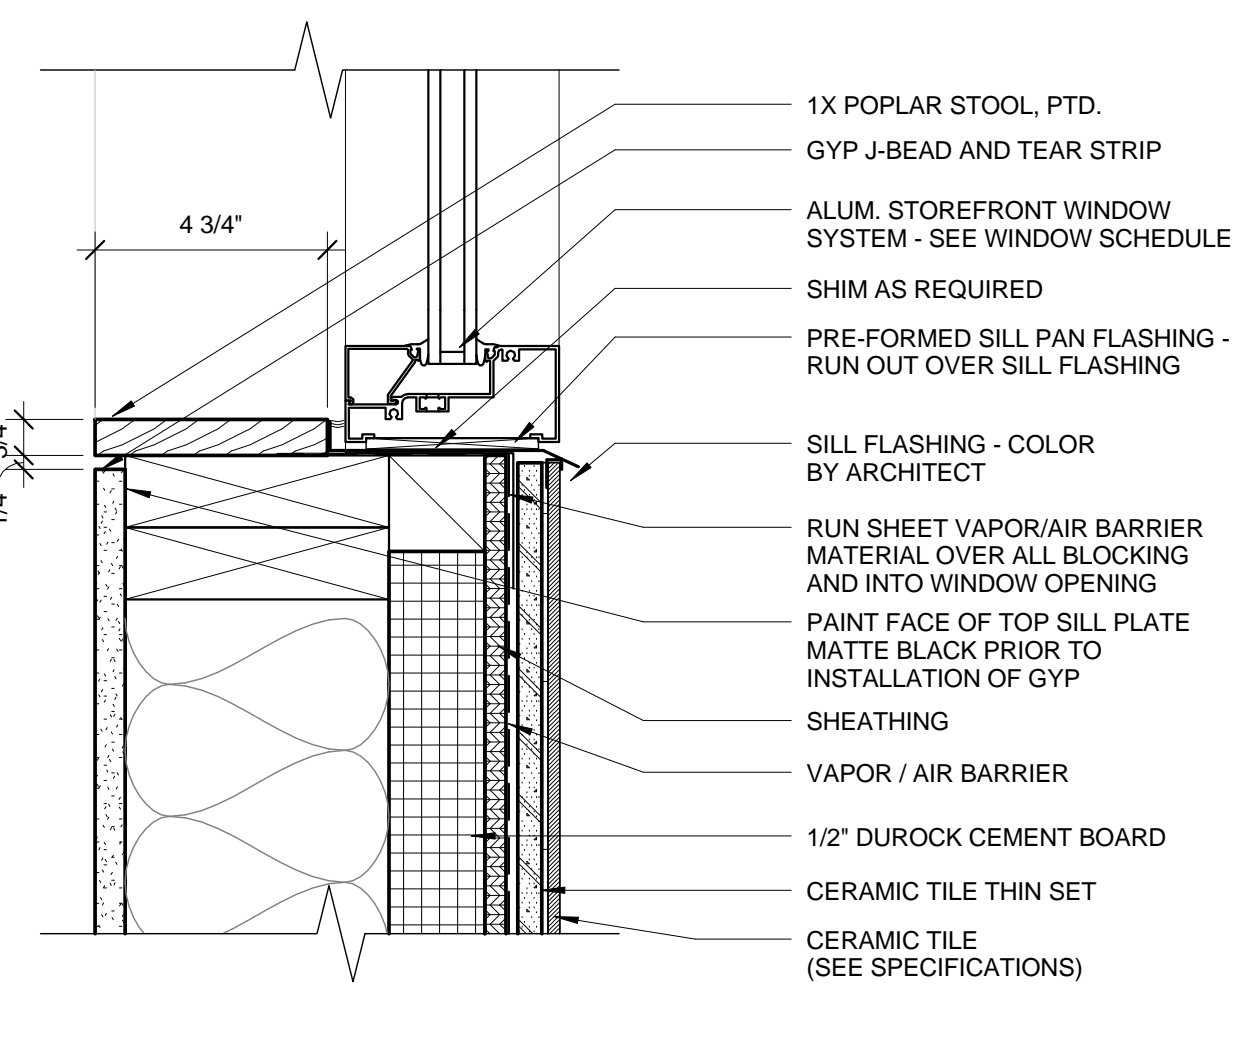 1X POPLAR STOOL, PTD.
GYP J-BEAD AND TEAR STRIP
ALUM. STOREFRONT WINDOW
SYSTEM - SEE WINDOW SCHEDULE
4 3/4"
SHIM AS REQUIRED
PRE-FORMED SILL PAN FLASHING -
RUN OUT OVER SILL FLASHING
3/4"
SILL FLASHING - COLOR
BY ARCHITECT
1/4"
RUN SHEET VAPOR/AIR BARRIER
MATERIAL OVER ALL BLOCKING
AND INTO WINDOW OPENING
PAINT FACE OF TOP SILL PLATE
MATTE BLACK PRIOR TO
INSTALLATION OF GYP
SHEATHING
VAPOR / AIR BARRIER
1/2" DUROCK CEMENT BOARD
CERAMIC TILE THIN SET
CERAMIC TILE
(SEE SPECIFICATIONS)